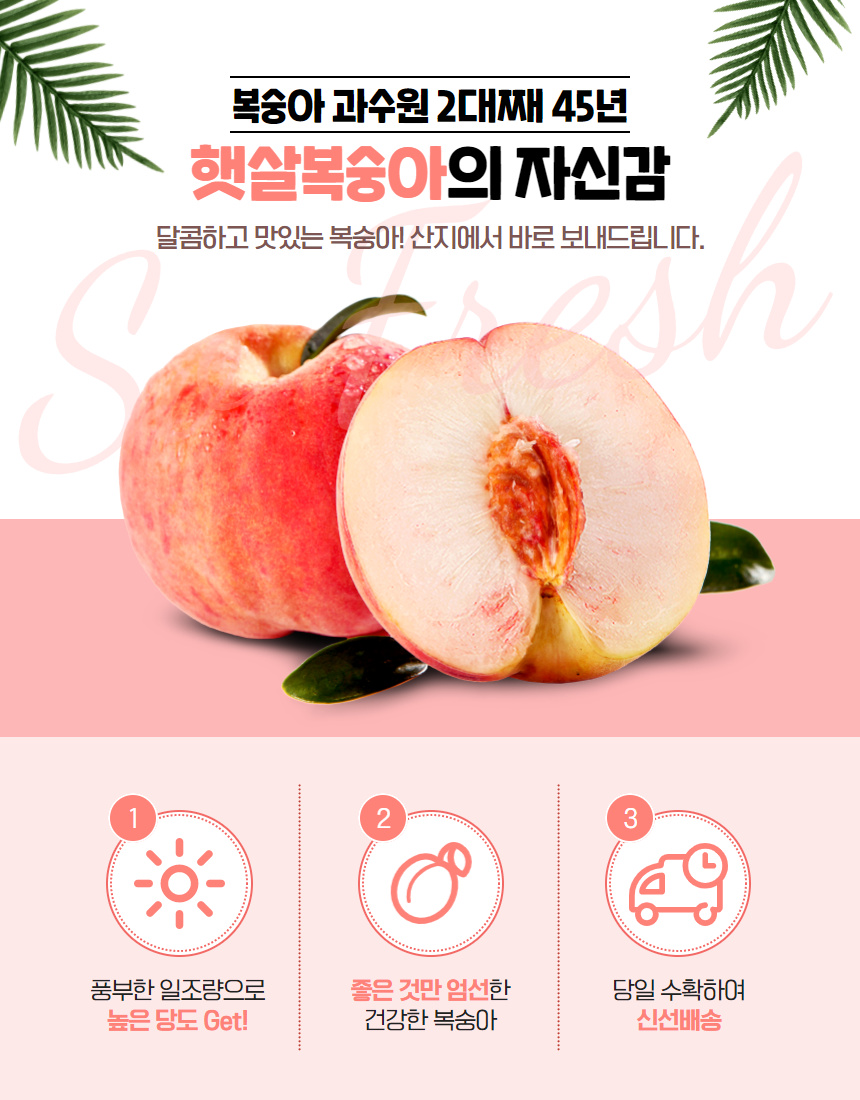 복숭아 과수원 2대째 45년
햇살복숭아의 자신감
달콤하고 맛있는 복숭아! 산지에서 바로 보내드립니다.
Fresh
1
풍부한 일조량으로
높은 당도 Get!
2
좋은 것만 엄선한
건강한 복숭아
3
당일 수확하여
신선배송